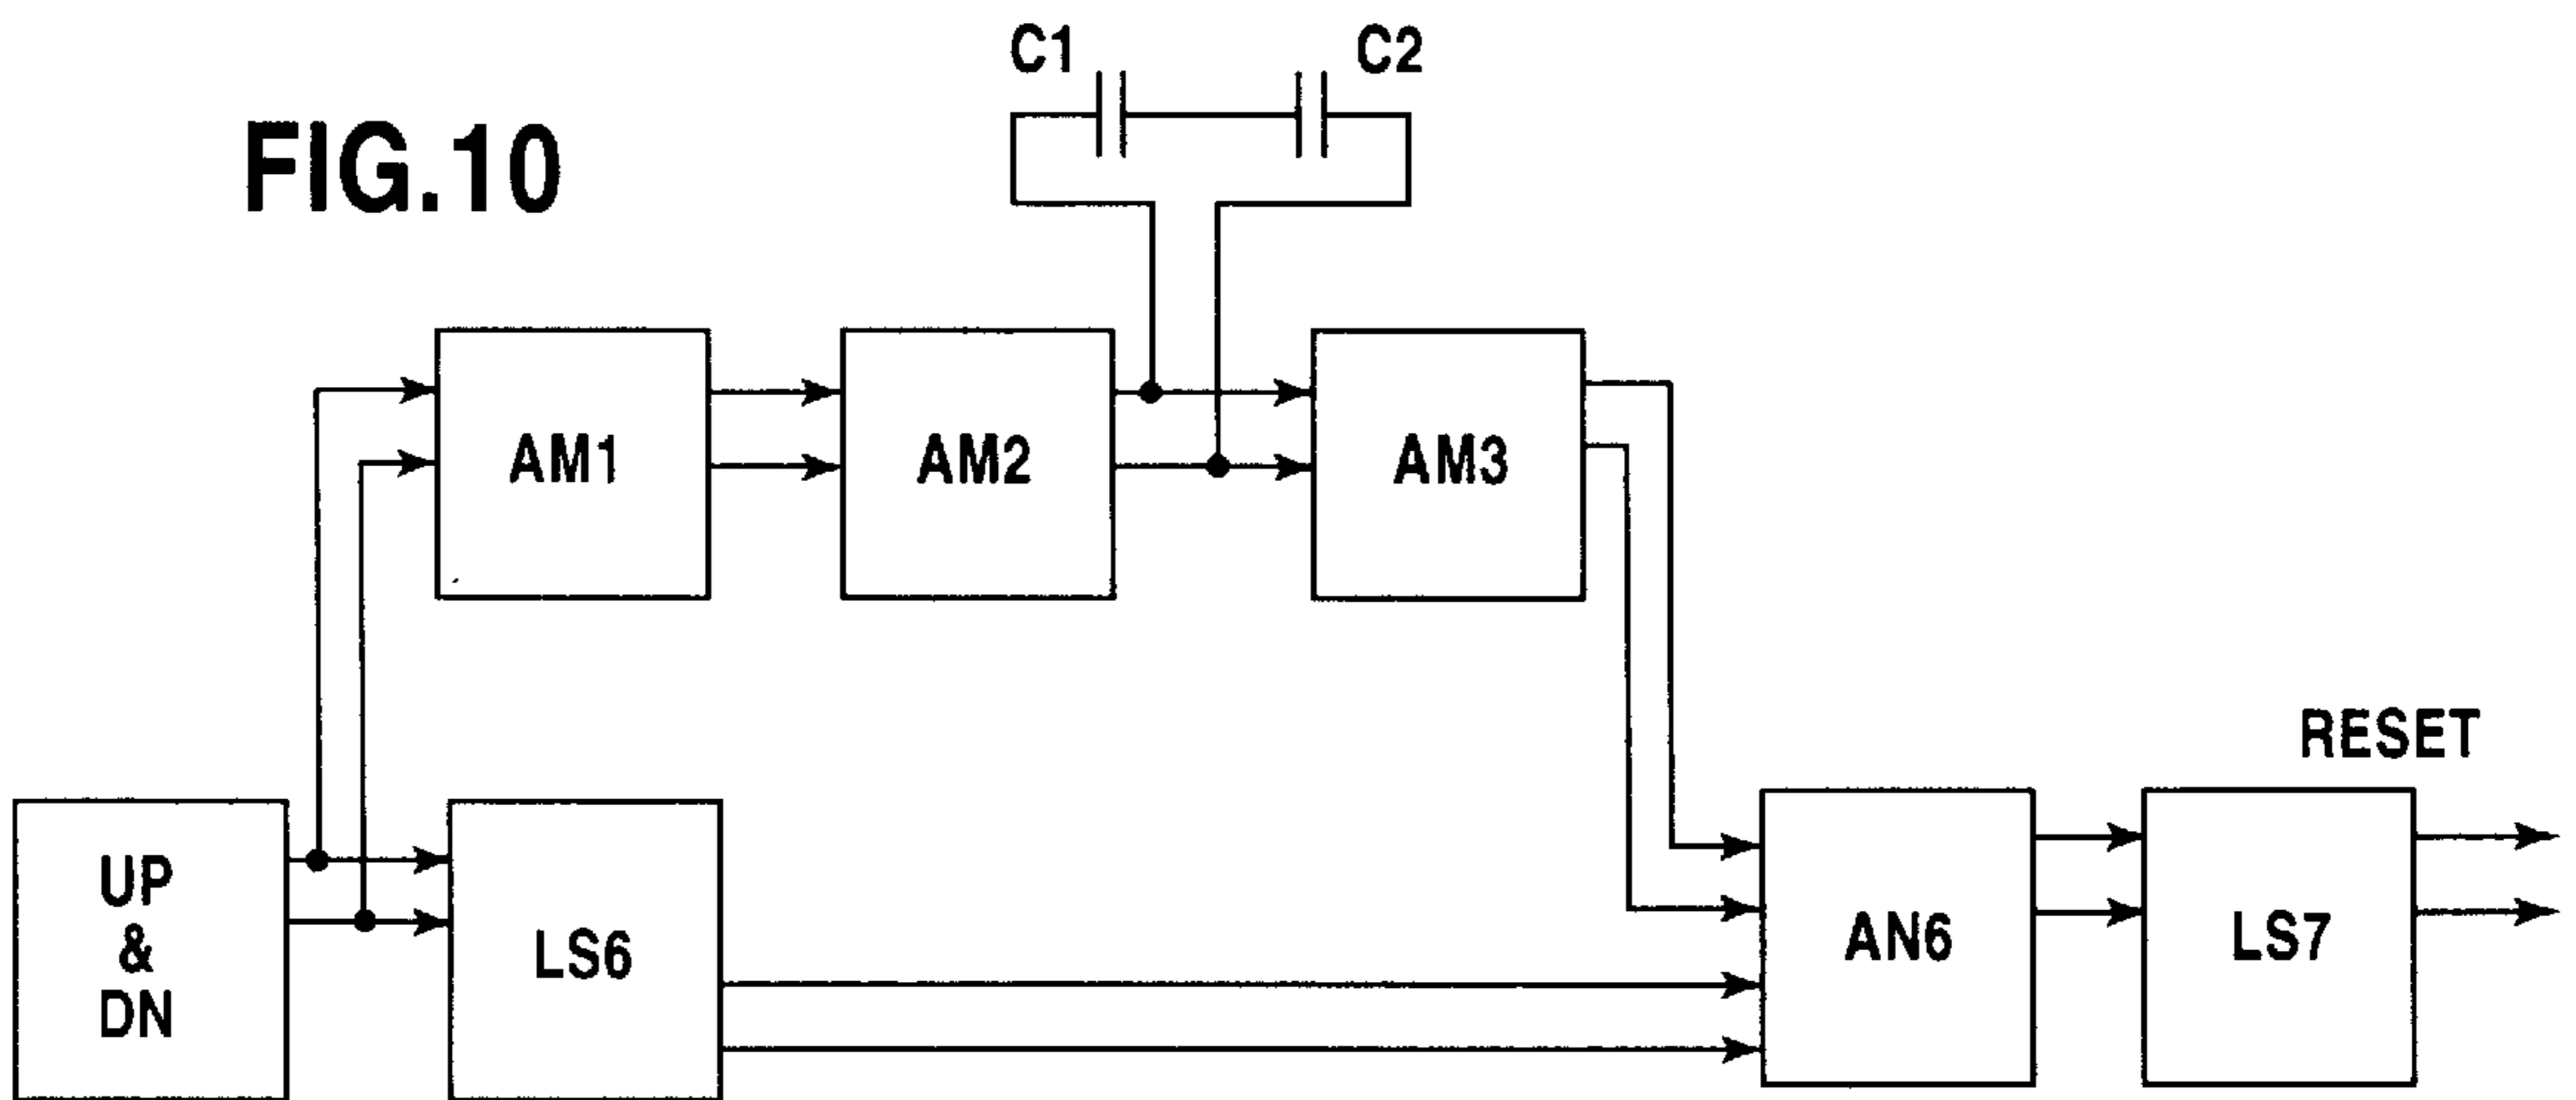 FIG.10
C1
C2
AM1
AM2
AM3
UP
&
DN
LS6
AN6
LS7
RESET